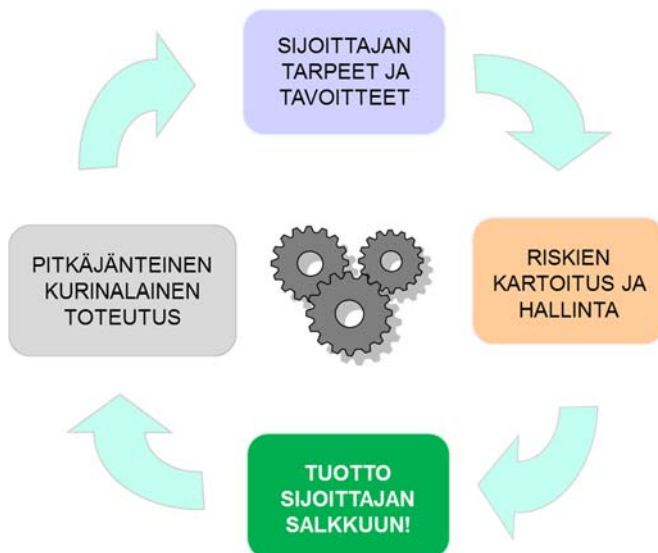 SIJOITTAJAN
TARPEET JA
TAVOITTEET
RISKIEN
KARTOITUS JA
HALLINTA
TUOTTO
SIJOITTAJAN
SALKKUUN!
PITKÄJÄNTEINEN
KURINALAINEN
TOTEUTUS